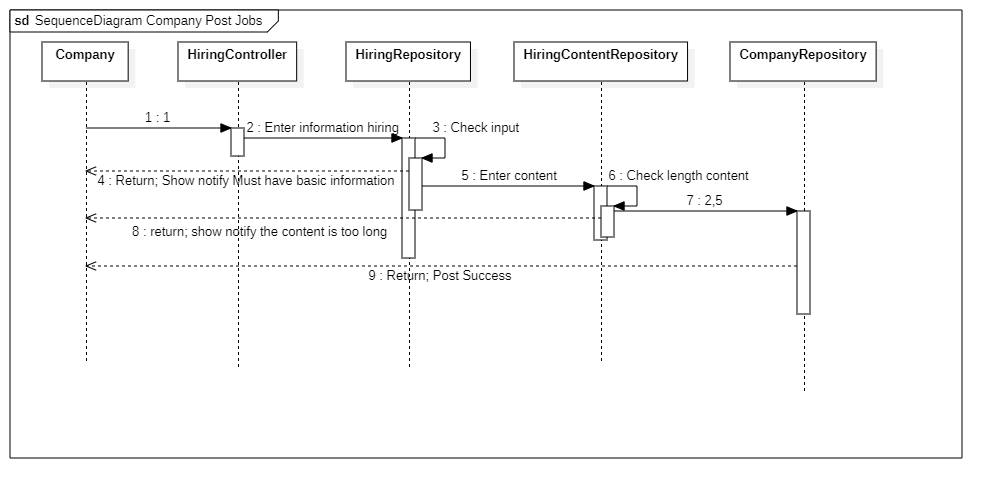 sd SequenceDiagram Company Post Jobs
Company
HiringController
HiringRepository
HiringContentRepository
CompanyRepository
1 : 1
2 : Enter information hiring
3 : Check input
4 : Return; Show notify Must have basic information
5 : Enter content
6 : Check length content
7 : 2,5
8 : return; show notify the content is too long
9 : Return; Post Success